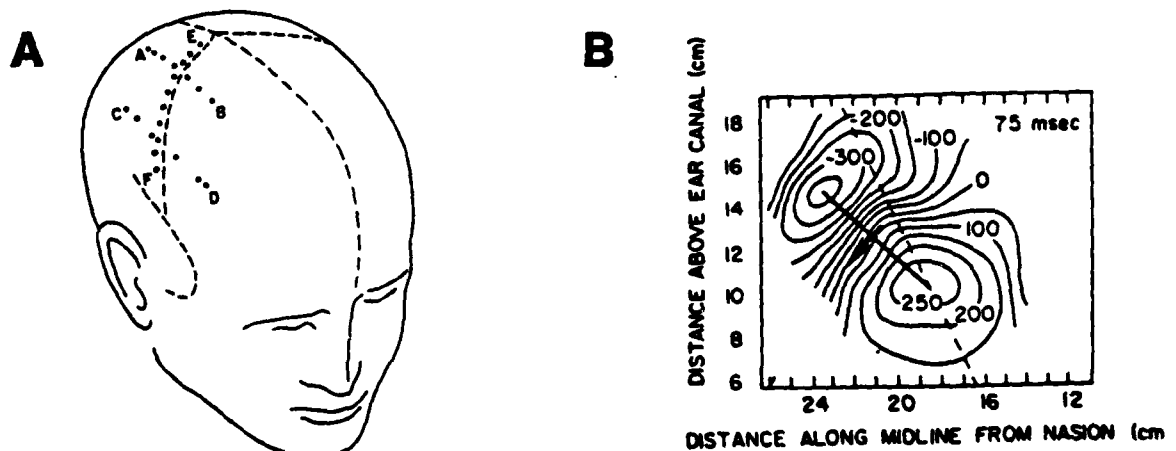 A
E
A
B
C
F
D
B
DISTANCE ABOVE EAR CANAL (cm)
18
16
14
12
10
8
6
-200
-100
75 msec
-300
0
100
250
200
24
20
16
12
DISTANCE ALONG MIDLINE FROM NASION (cm